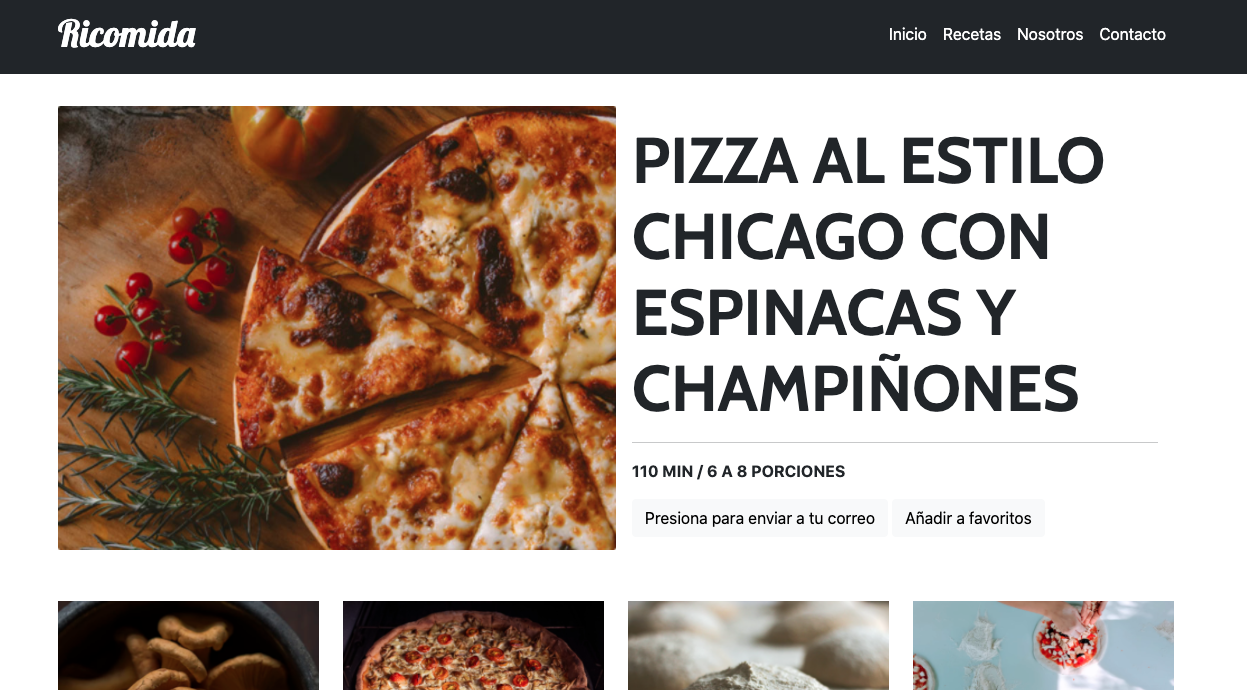 Ricomida
Inicio Recetas Nosotros Contacto
PIZZA AL ESTILO
CHICAGO CON
ESPINACAS Y
CHAMPIÑONES
110 MIN / 6 A 8 PORCIONES
Presiona para enviar a tu correo
Añadir a favoritos